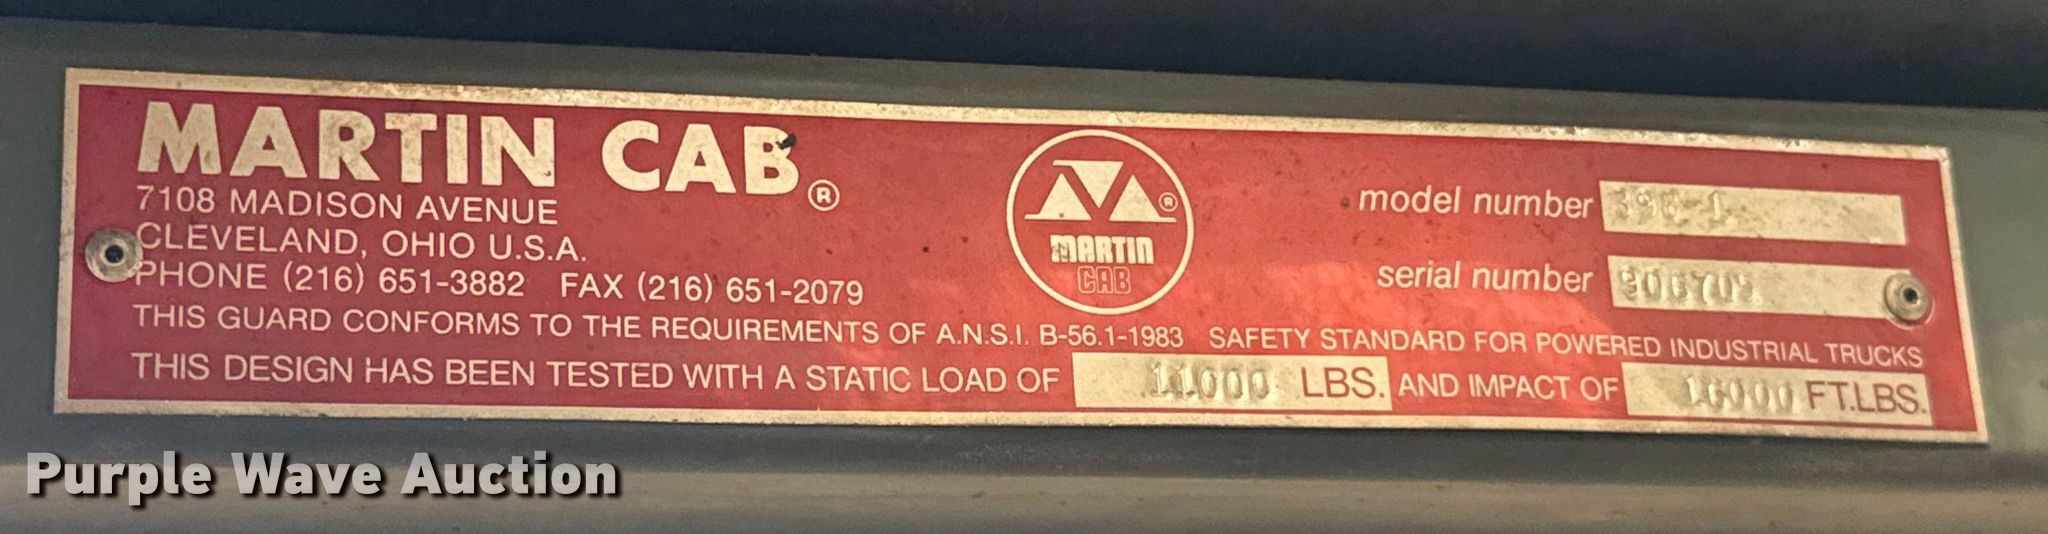 MARTIN CAB®
7108 MADISON AVENUE
CLEVELAND, OHIO U.S.A.
PHONE (216) 651-3882 FAX (216) 651-2079
MARTIN
CAB
®
model number
serial number
THIS GUARD CONFORMS TO THE REQUIREMENTS OF A.N.S.I. B-56.1-1983 SAFETY STANDARD FOR POWERED INDUSTRIAL TRUCKS
THIS DESIGN HAS BEEN TESTED WITH A STATIC LOAD OF 11000 LBS. AND IMPACT OF 16000 FT.LBS.
Purple Wave Auction